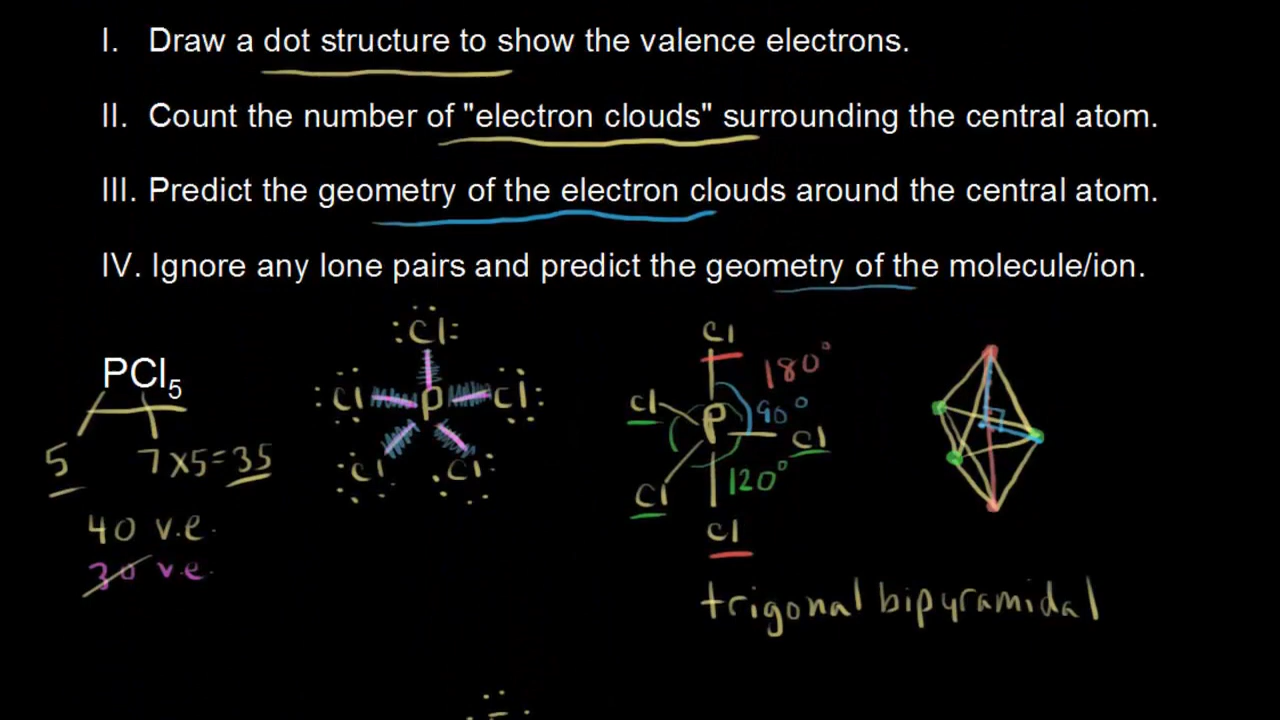 I. Draw a dot structure to show the valence electrons.
II. Count the number of "electron clouds" surrounding the central atom.
III. Predict the geometry of the electron clouds around the central atom.
IV. Ignore any lone pairs and predict the geometry of the molecule/ion.
PCl5
5 7x5=35
40 v.e.
30 v.e.
:Cl:
:Cl P Cl:
:Cl Cl:
Cl
180°
Cl P 90° Cl
120°
Cl
Cl
trigonal bipyramidal